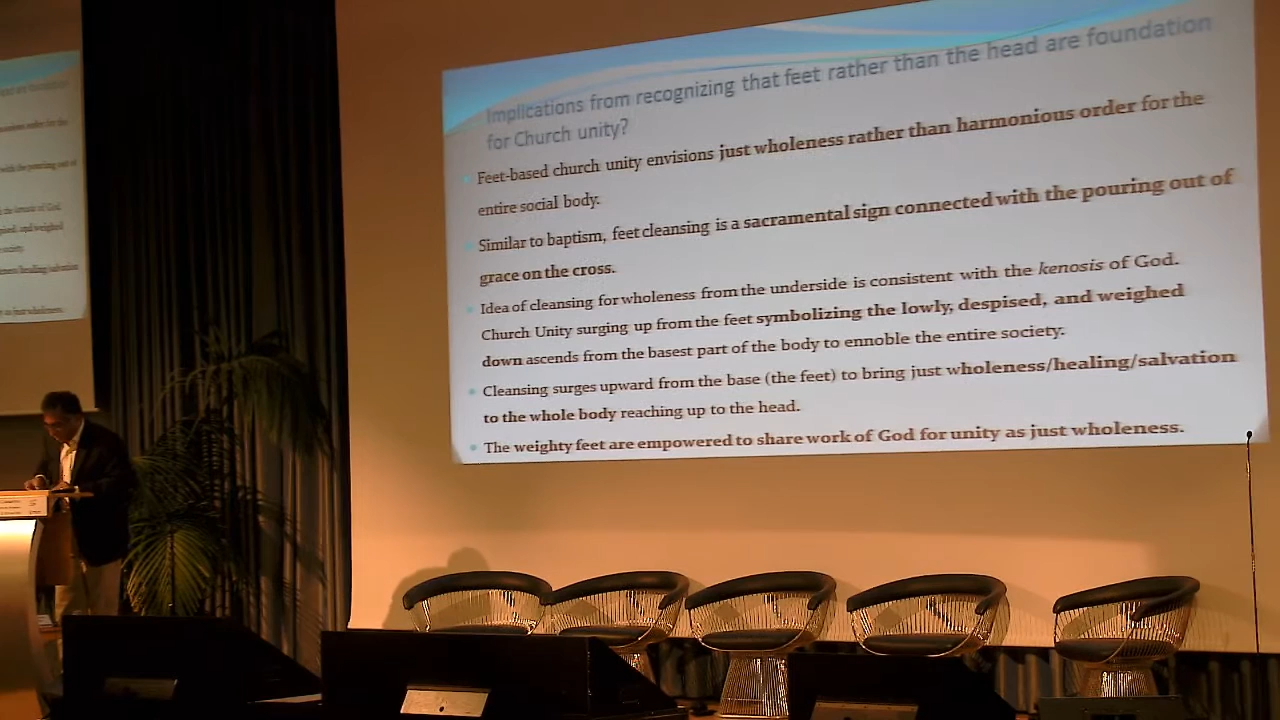 Implications from recognizing that feet rather than the head are foundation
for Church unity?
Feet-based church unity envisions just wholeness rather than harmonious order for the
entire social body.
Similar to baptism, feet cleansing is a sacramental sign connected with the pouring out of
grace on the cross.
Idea of cleansing for wholeness from the underside is consistent with the kenosis of God.
Church Unity surging up from the feet symbolizing the lowly, despised, and weighed
down ascends from the basest part of the body to ennoble the entire society.
Cleansing surges upward from the base (the feet) to bring just wholeness/healing/salvation
to the whole body reaching up to the head.
The weighty feet are empowered to share work of God for unity as just wholeness.